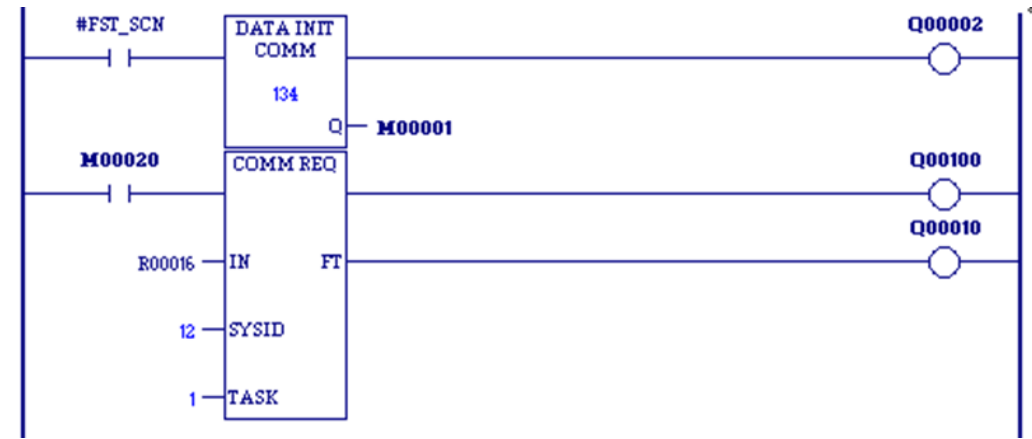 #FST_SCN
DATA INIT
COMM
134
Q
M00001
Q00002
M00020
COMM REQ
Q00100
Q00010
R00016
IN
FT
12
SYSID
1
TASK